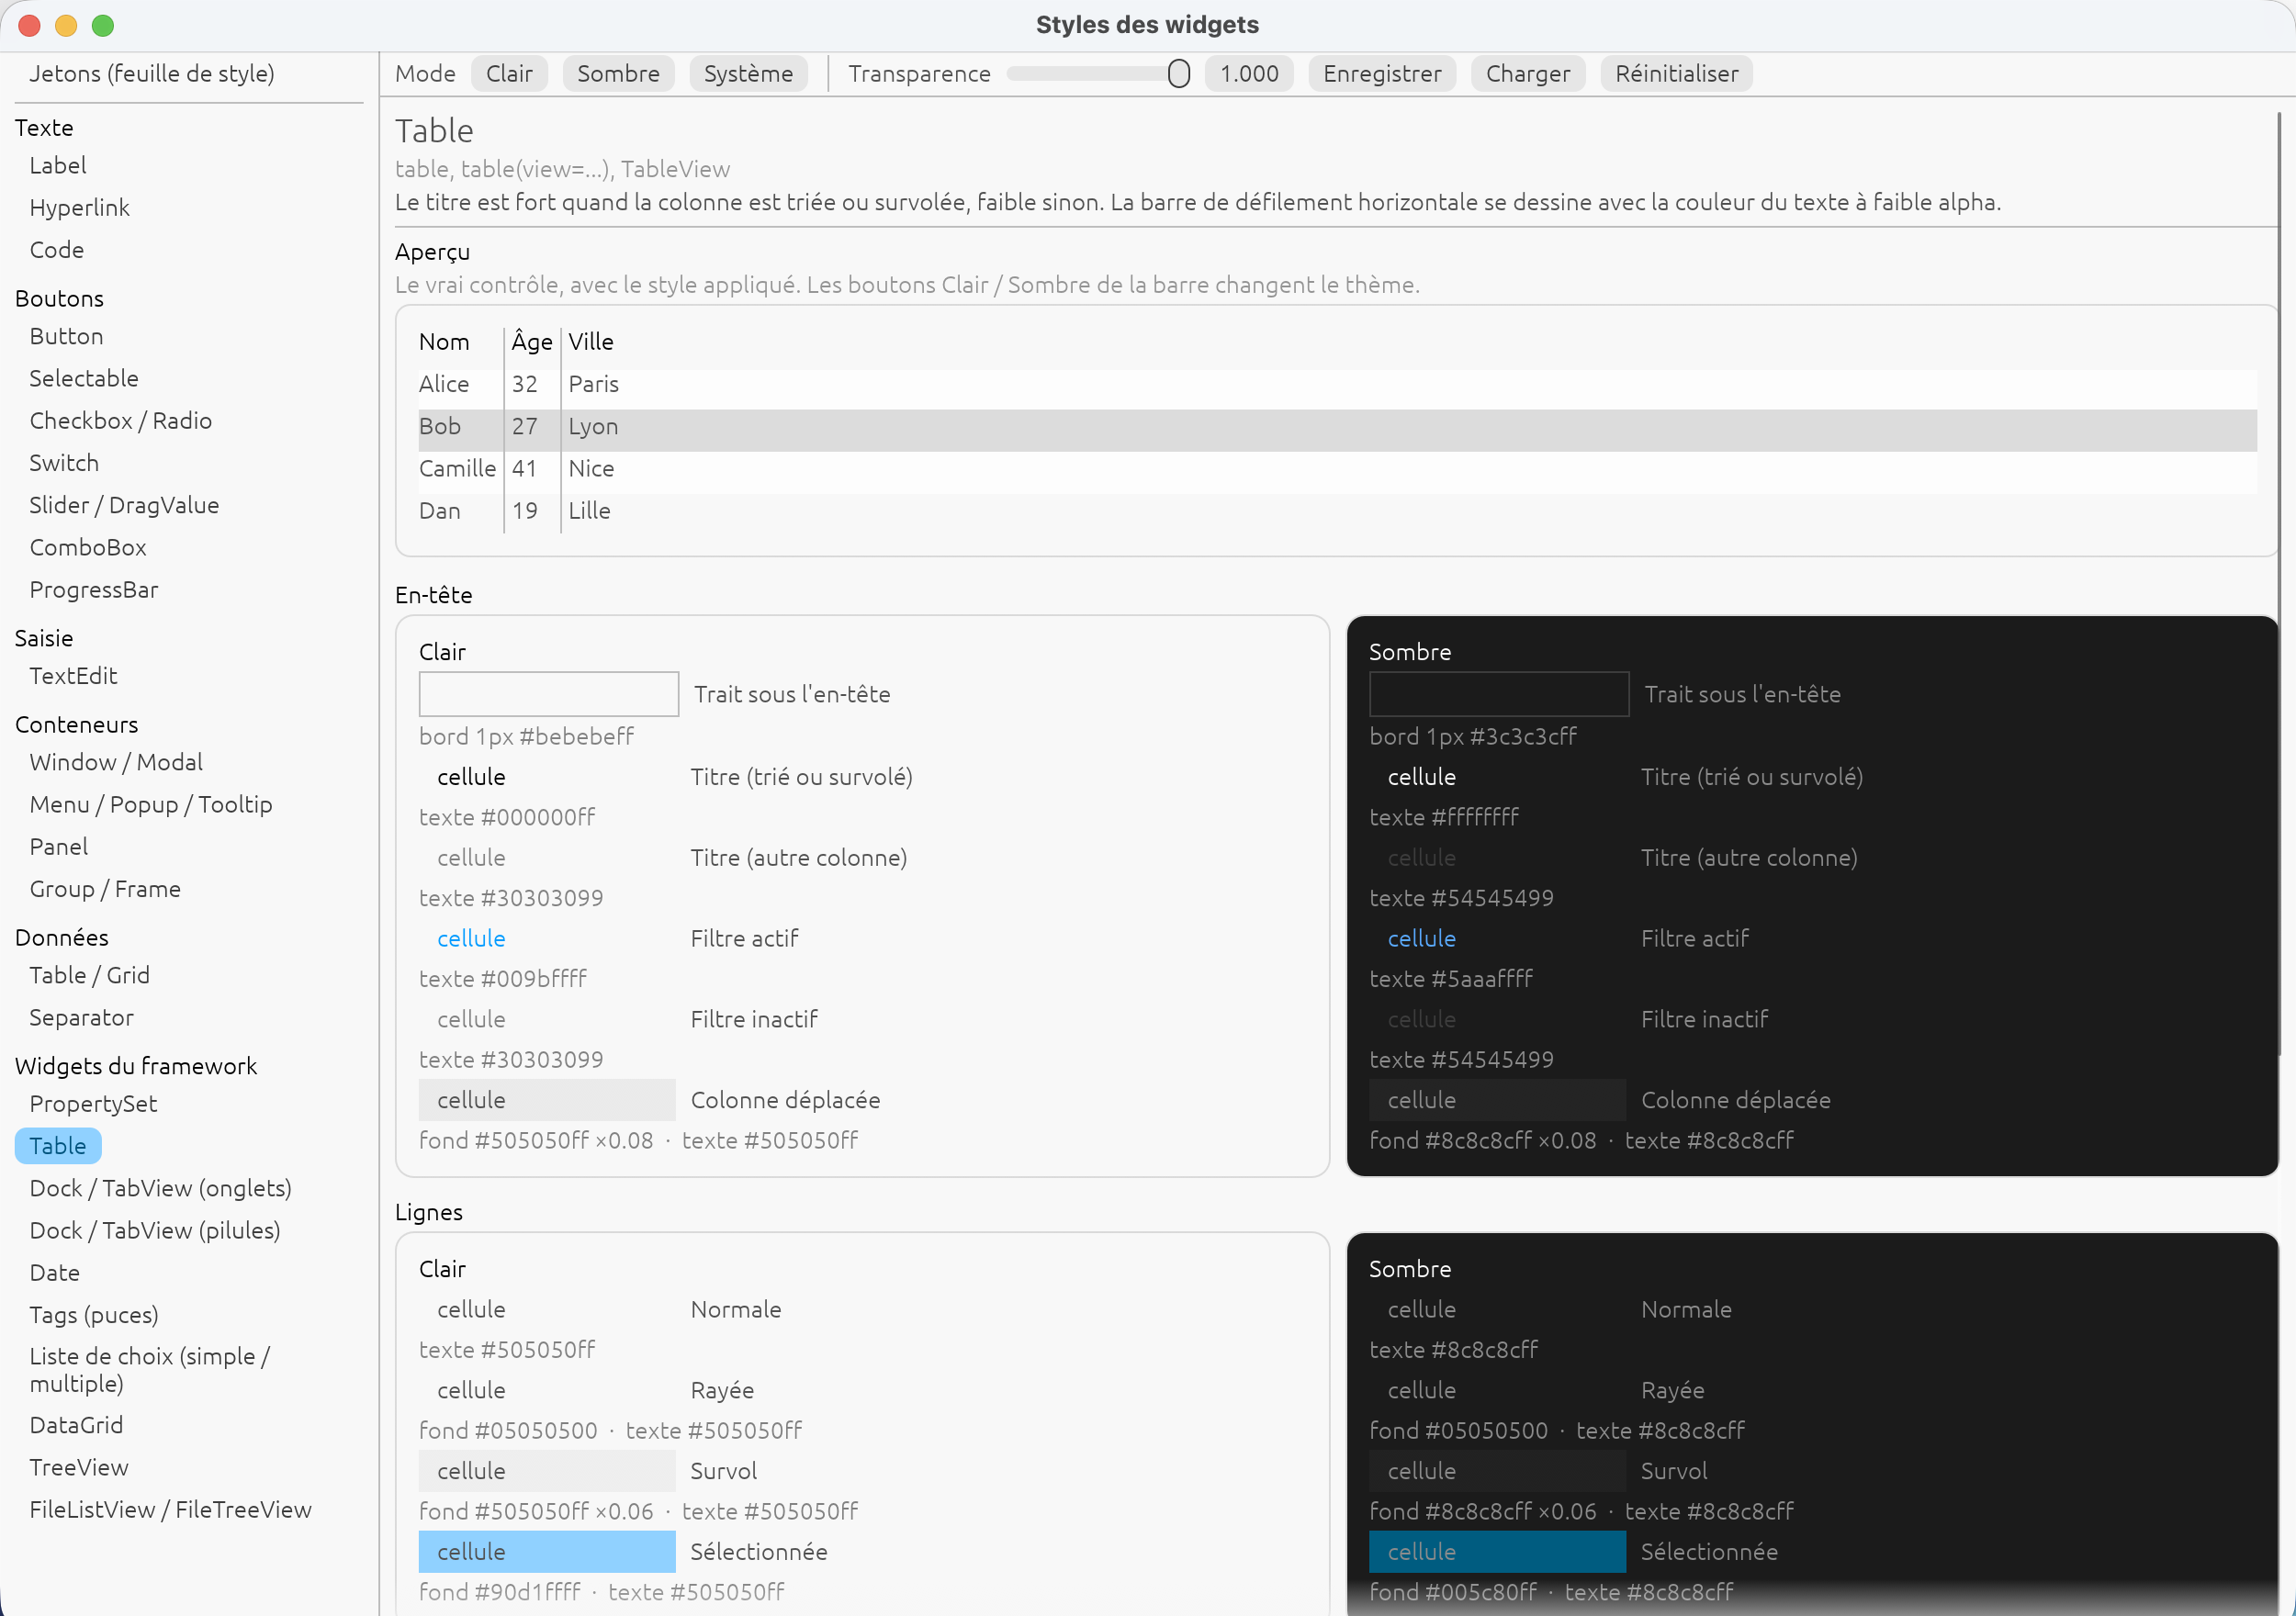 Styles des widgets
Jetons (feuille de style)
Texte
Label
Hyperlink
Code
Boutons
Button
Selectable
Checkbox / Radio
Switch
Slider / DragValue
ComboBox
ProgressBar
Saisie
TextEdit
Conteneurs
Window / Modal
Menu / Popup / Tooltip
Panel
Group / Frame
Données
Table / Grid
Separator
Widgets du framework
PropertySet
Table
Dock / TabView (onglets)
Dock / TabView (pilules)
Date
Tags (puces)
Liste de choix (simple /
multiple)
DataGrid
TreeView
FileListView / FileTreeView
Mode Clair Sombre Système Transparence 1.000 Enregistrer Charger Réinitialiser
Table
table, table(view=...), TableView
Le titre est fort quand la colonne est triée ou survolée, faible sinon. La barre de défilement horizontale se dessine avec la couleur du texte à faible alpha.
Aperçu
Le vrai contrôle, avec le style appliqué. Les boutons Clair / Sombre de la barre changent le thème.
Nom Âge Ville
Alice 32 Paris
Bob 27 Lyon
Camille 41 Nice
Dan 19 Lille
En-tête
Clair
Trait sous l'en-tête
bord 1px #bebebeff
cellule Titre (trié ou survolé)
texte #000000ff
cellule Titre (autre colonne)
texte #30303099
cellule Filtre actif
texte #009bffff
cellule Filtre inactif
texte #30303099
cellule Colonne déplacée
fond #505050ff ×0.08 · texte #505050ff
Sombre
Trait sous l'en-tête
bord 1px #3c3c3cff
cellule Titre (trié ou survolé)
texte #ffffffff
cellule Titre (autre colonne)
texte #54545499
cellule Filtre actif
texte #5aaaffff
cellule Filtre inactif
texte #54545499
cellule Colonne déplacée
fond #8c8c8cff ×0.08 · texte #8c8c8cff
Lignes
Clair
cellule Normale
texte #505050ff
cellule Rayée
fond #05050500 · texte #505050ff
cellule Survol
fond #505050ff ×0.06 · texte #505050ff
cellule Sélectionnée
fond #90d1ffff · texte #505050ff
Sombre
cellule Normale
texte #8c8c8cff
cellule Rayée
fond #05050500 · texte #8c8c8cff
cellule Survol
fond #8c8c8cff ×0.06 · texte #8c8c8cff
cellule Sélectionnée
fond #005c80ff · texte #8c8c8cff